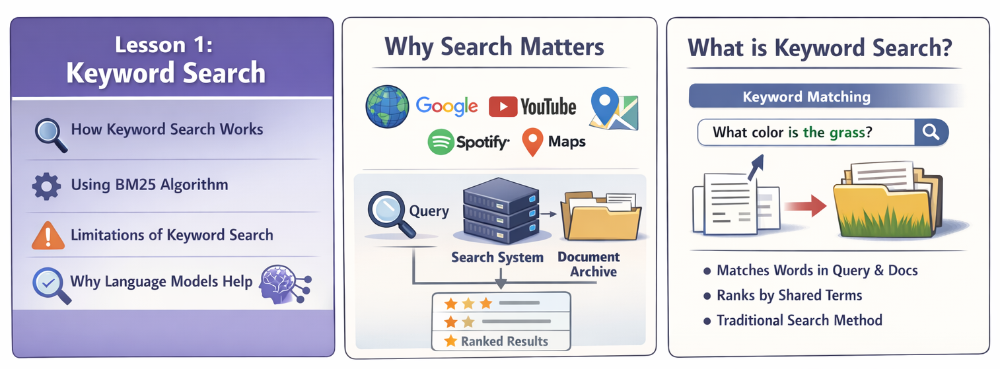 Lesson 1:
Keyword Search
How Keyword Search Works
Using BM25 Algorithm
Limitations of Keyword Search
Why Language Models Help
Why Search Matters
Google YouTube
Spotify Maps
Query
Search System
Document
Archive
Ranked Results
What is Keyword Search?
Keyword Matching
What color is the grass?
• Matches Words in Query & Docs
• Ranks by Shared Terms
• Traditional Search Method